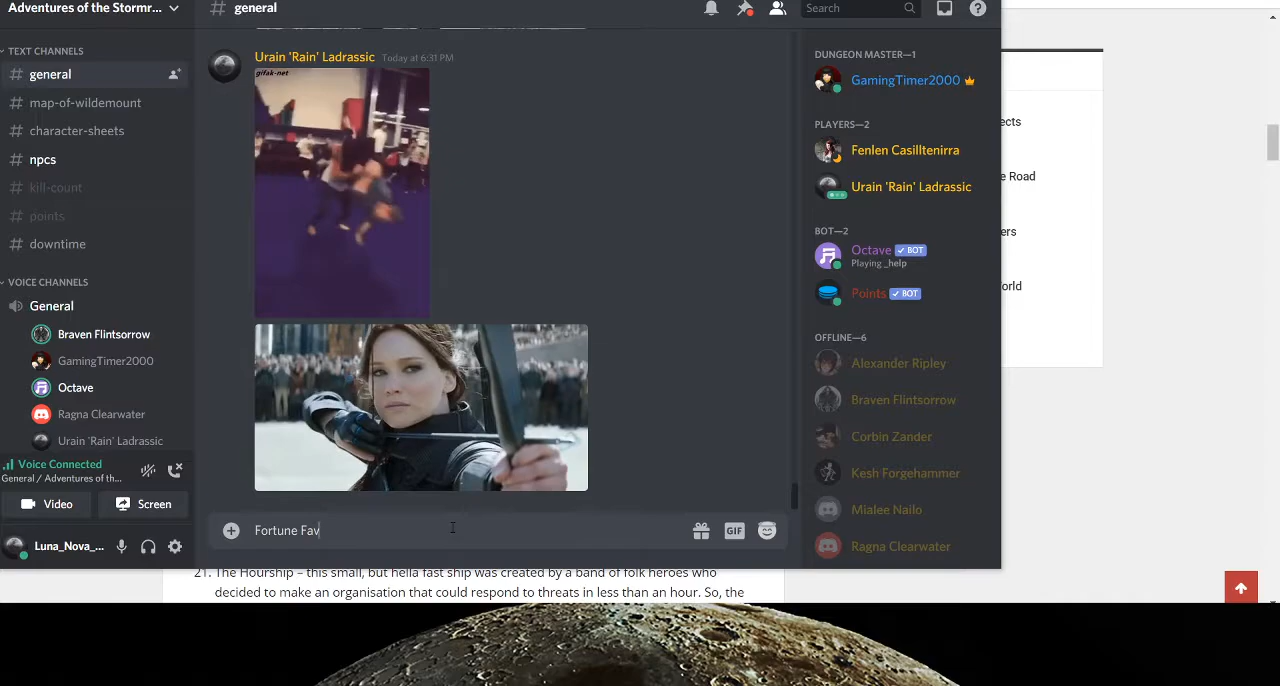 Adventures of the Stormr...
# general
Search
TEXT CHANNELS
# general
# map-of-wildemount
# character-sheets
# npcs
# kill-count
# points
# downtime
VOICE CHANNELS
General
Braven Flintsorrow
GamingTimer2000
Octave
Ragna Clearwater
Urain 'Rain' Ladrassic
Voice Connected
General / Adventures of th...
Video
Screen
Luna_Nova_...
Urain 'Rain' Ladrassic Today at 6:31 PM
gifak-net
Fortune Fav
GIF
DUNGEON MASTER—1
GamingTimer2000
PLAYERS—2
Fenlen Casilltenirra
Urain 'Rain' Ladrassic
BOT—2
Octave BOT
Playing _help
Points BOT
OFFLINE—6
Alexander Ripley
Braven Flintsorrow
Corbin Zander
Kesh Forgehammer
Mialee Nailo
Ragna Clearwater
ects
e Road
ers
orld
21. The Hourship – this small, but hella fast ship was created by a band of folk heroes who
decided to make an organisation that could respond to threats in less than an hour. So, the